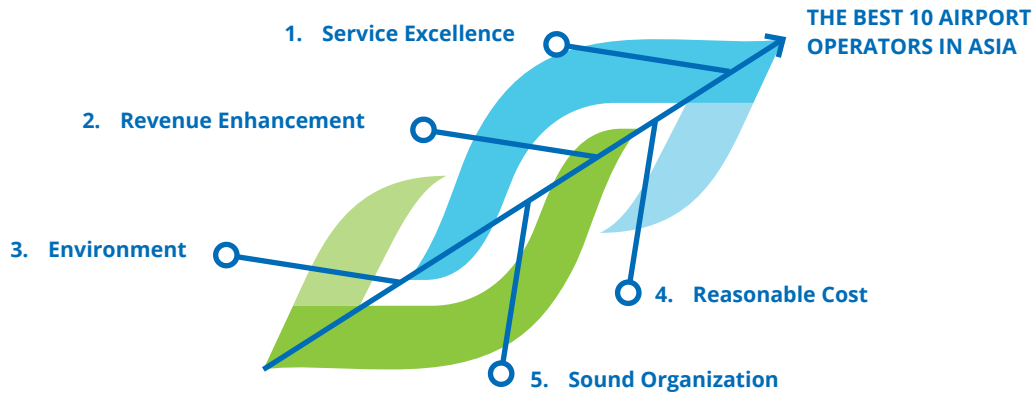 THE BEST 10 AIRPORT
OPERATORS IN ASIA
1. Service Excellence
2. Revenue Enhancement
3. Environment
4. Reasonable Cost
5. Sound Organization